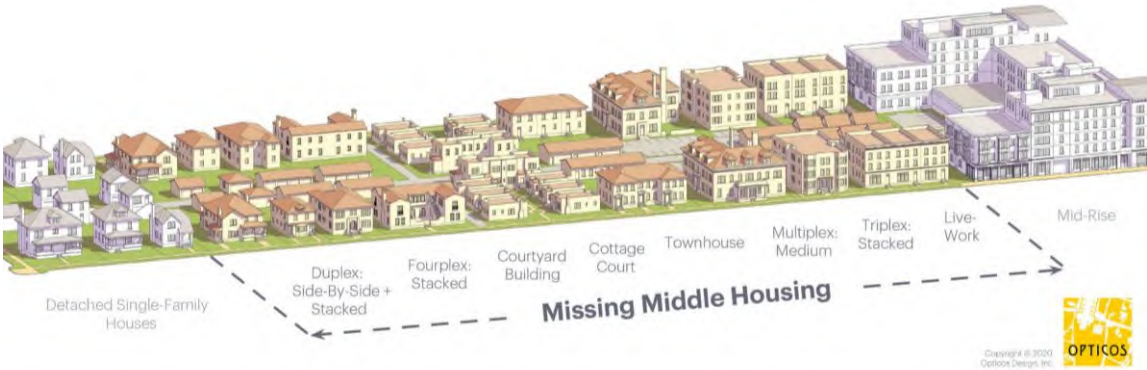 Detached Single-Family
Houses
Duplex:
Side-By-Side +
Stacked
Fourplex:
Stacked
Courtyard
Building
Cottage
Court
Townhouse
Multiplex:
Medium
Triplex:
Stacked
Live-
Work
Mid-Rise
Missing Middle Housing
Copyright © 2020
Opticos Design, Inc.
OPTICOS